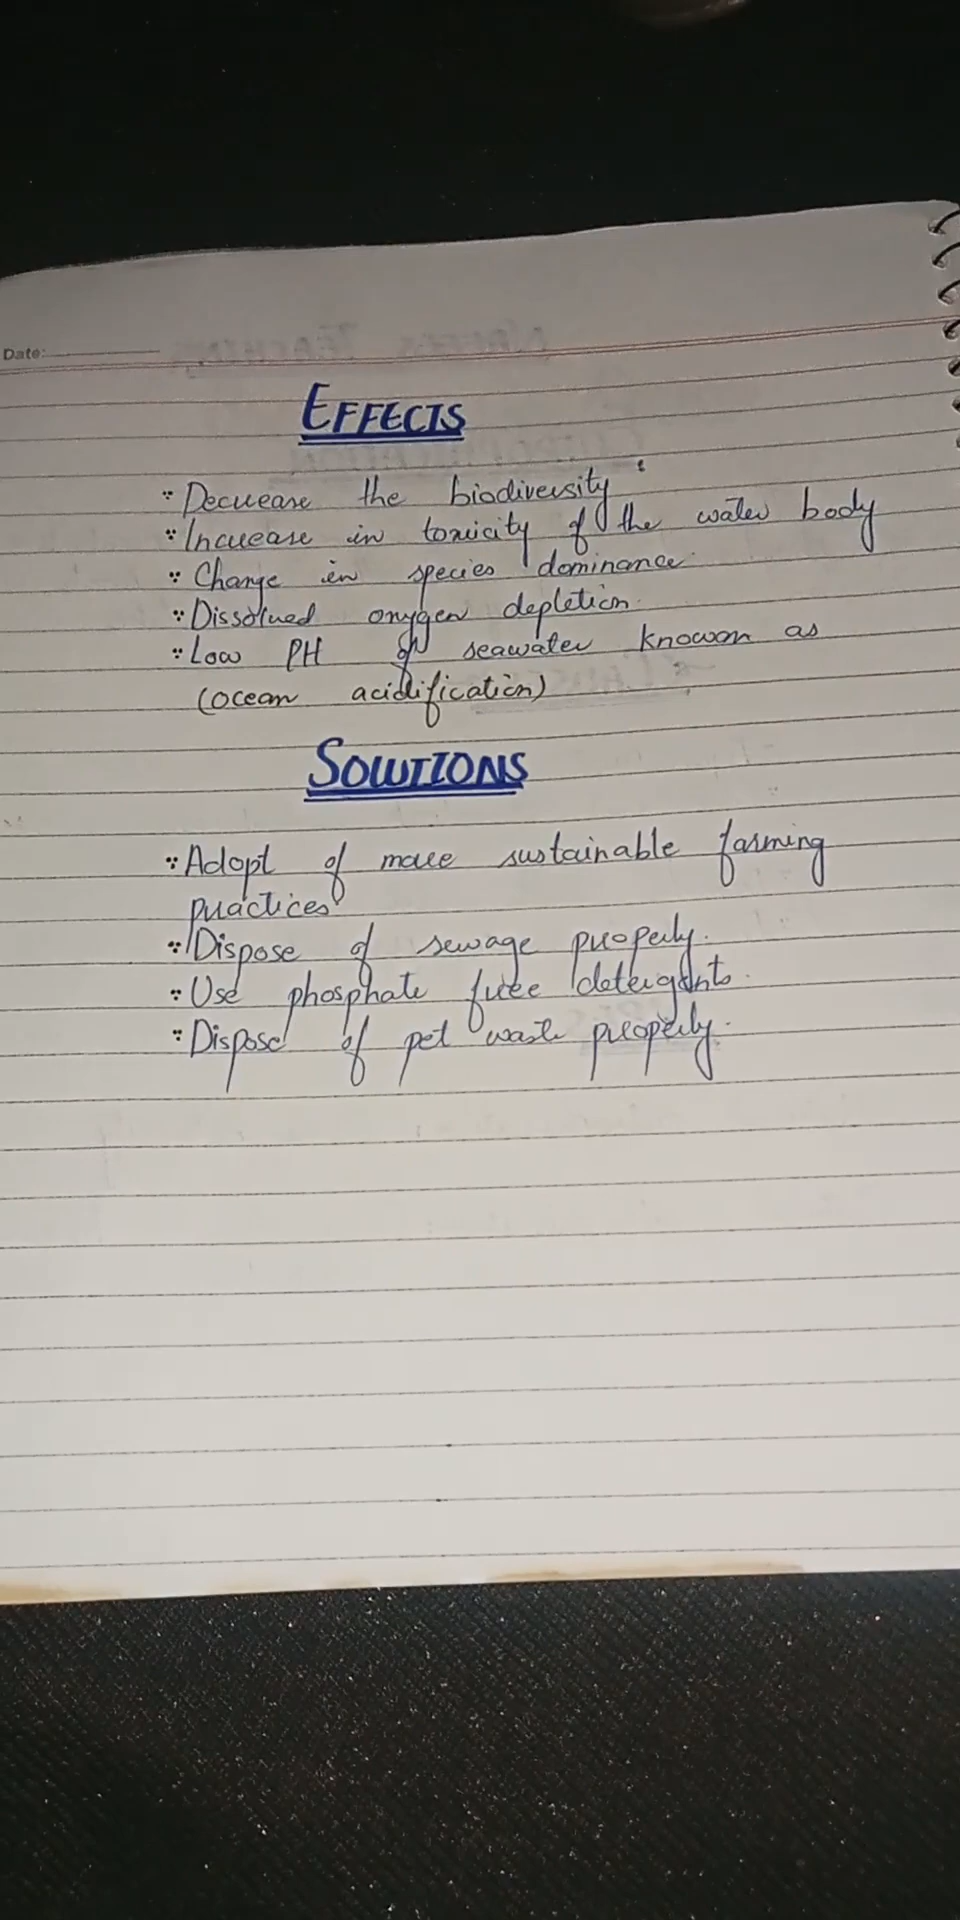 Date:
EFFECTS
Decrease the biodiversity
Increase in toxicity of the water body
Change in species dominance.
Dissolved oxygen depletion.
Low PH of seawater knowon as
(ocean acidification)
SOLUTIONS
Adopt of more sustainable farming
practices
Dispose of sewage properly.
Use phosphate free detergants.
Dispose of pet waste properly.